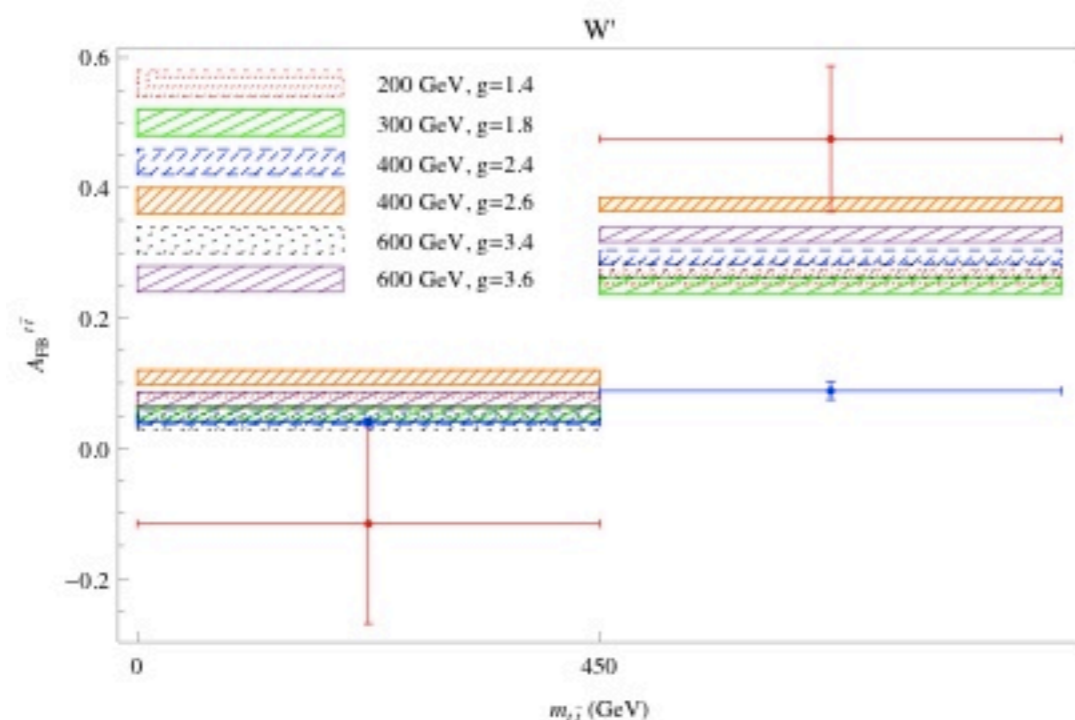 W'
0.6
0.4
0.2
0.0
−0.2
A_FB^{t t̄}
200 GeV, g=1.4
300 GeV, g=1.8
400 GeV, g=2.4
400 GeV, g=2.6
600 GeV, g=3.4
600 GeV, g=3.6
0
450
m_{t t̄} (GeV)